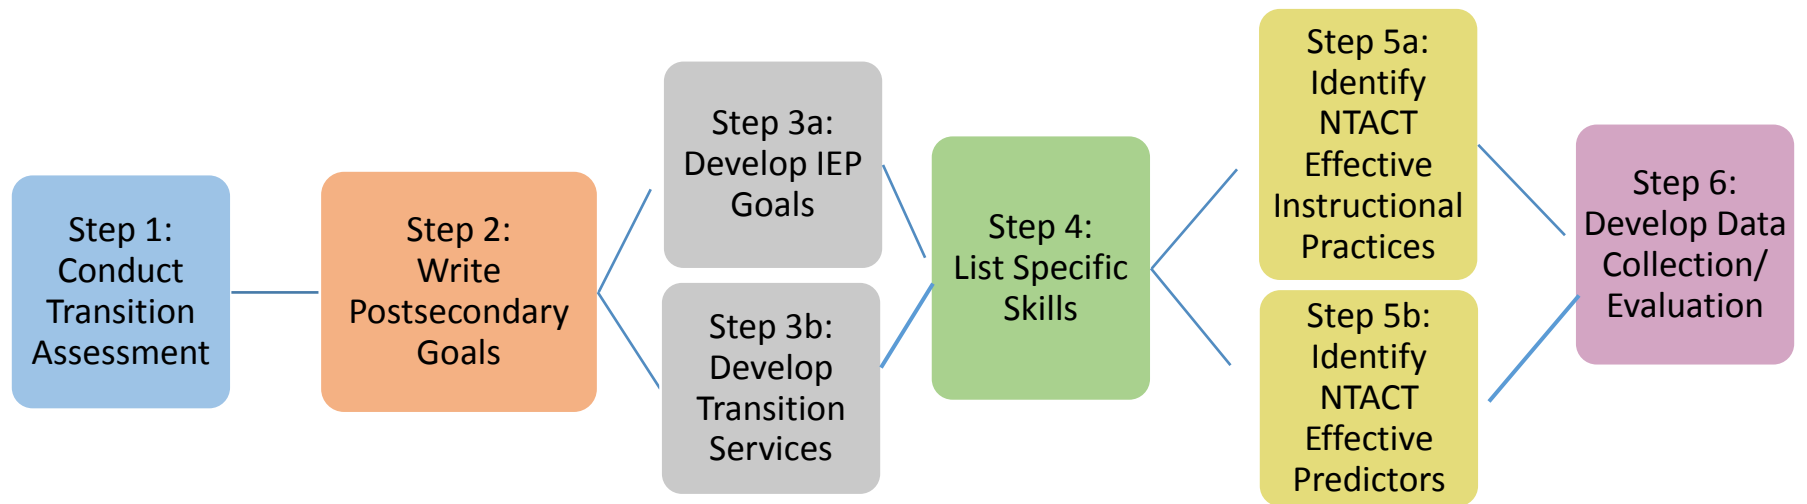 Step 1:
Conduct
Transition
Assessment
Step 2:
Write
Postsecondary
Goals
Step 3a:
Develop IEP
Goals
Step 3b:
Develop
Transition
Services
Step 4:
List Specific
Skills
Step 5a:
Identify
NTACT
Effective
Instructional
Practices
Step 5b:
Identify
NTACT
Effective
Predictors
Step 6:
Develop Data
Collection/
Evaluation